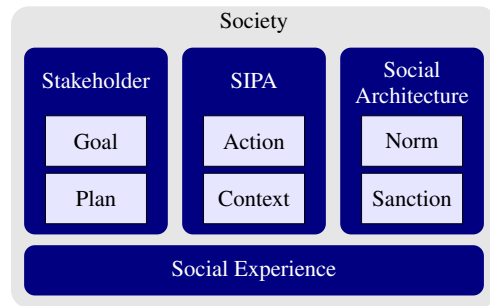 Society
Stakeholder
Goal
Plan
SIPA
Action
Context
Social
Architecture
Norm
Sanction
Social Experience